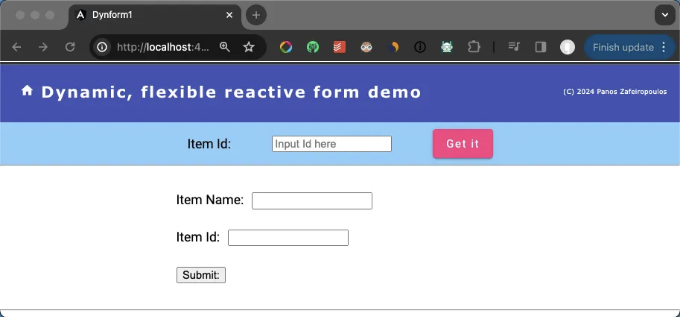 Dynform1
http://localhost:4...
Finish update
Dynamic, flexible reactive form demo
(C) 2024 Panos Zafeiropoulos
Item Id:
Input Id here
Get it
Item Name:
Item Id:
Submit: